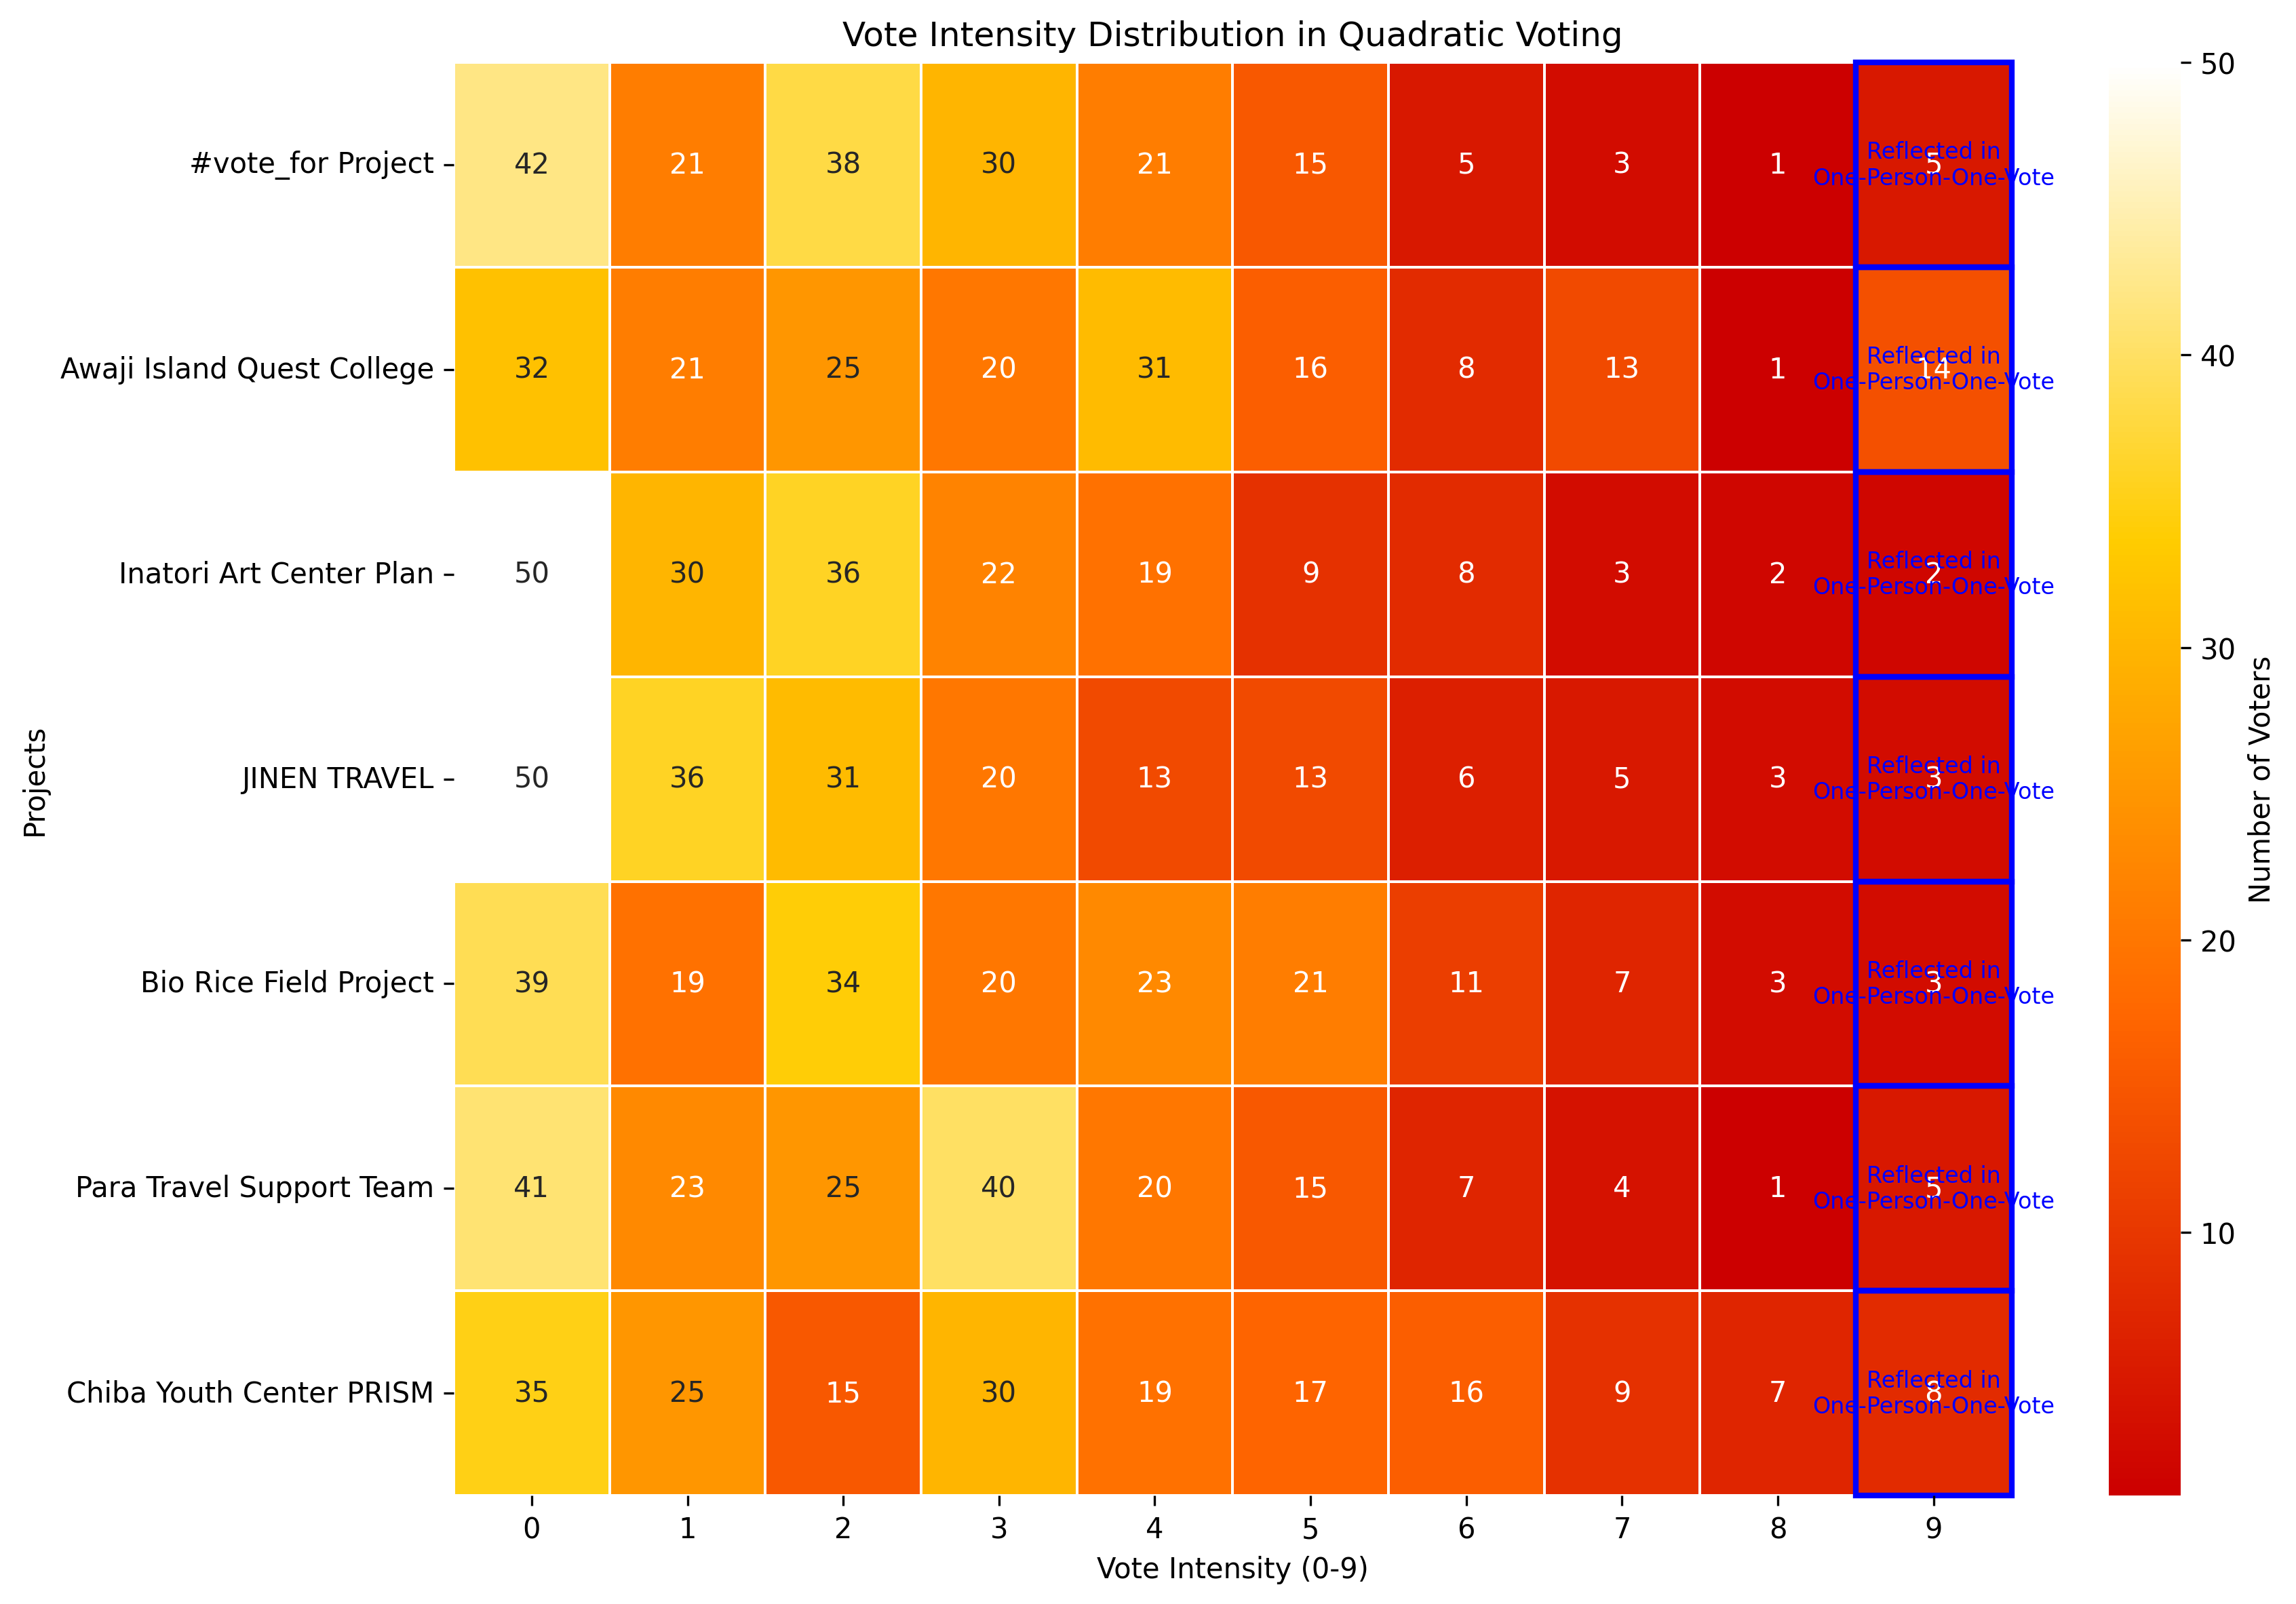 Vote Intensity Distribution in Quadratic Voting
#vote_for Project
42 21 38 30 21 15 5 3 1 5
Reflected in
One-Person-One-Vote
Awaji Island Quest College
32 21 25 20 31 16 8 13 1 14
Reflected in
One-Person-One-Vote
Inatori Art Center Plan
50 30 36 22 19 9 8 3 2 2
Reflected in
One-Person-One-Vote
JINEN TRAVEL
50 36 31 20 13 13 6 5 3 3
Reflected in
One-Person-One-Vote
Bio Rice Field Project
39 19 34 20 23 21 11 7 3 3
Reflected in
One-Person-One-Vote
Para Travel Support Team
41 23 25 40 20 15 7 4 1 5
Reflected in
One-Person-One-Vote
Chiba Youth Center PRISM
35 25 15 30 19 17 16 9 7 8
Reflected in
One-Person-One-Vote
Projects
0 1 2 3 4 5 6 7 8 9
Vote Intensity (0-9)
50
40
30
20
10
Number of Voters